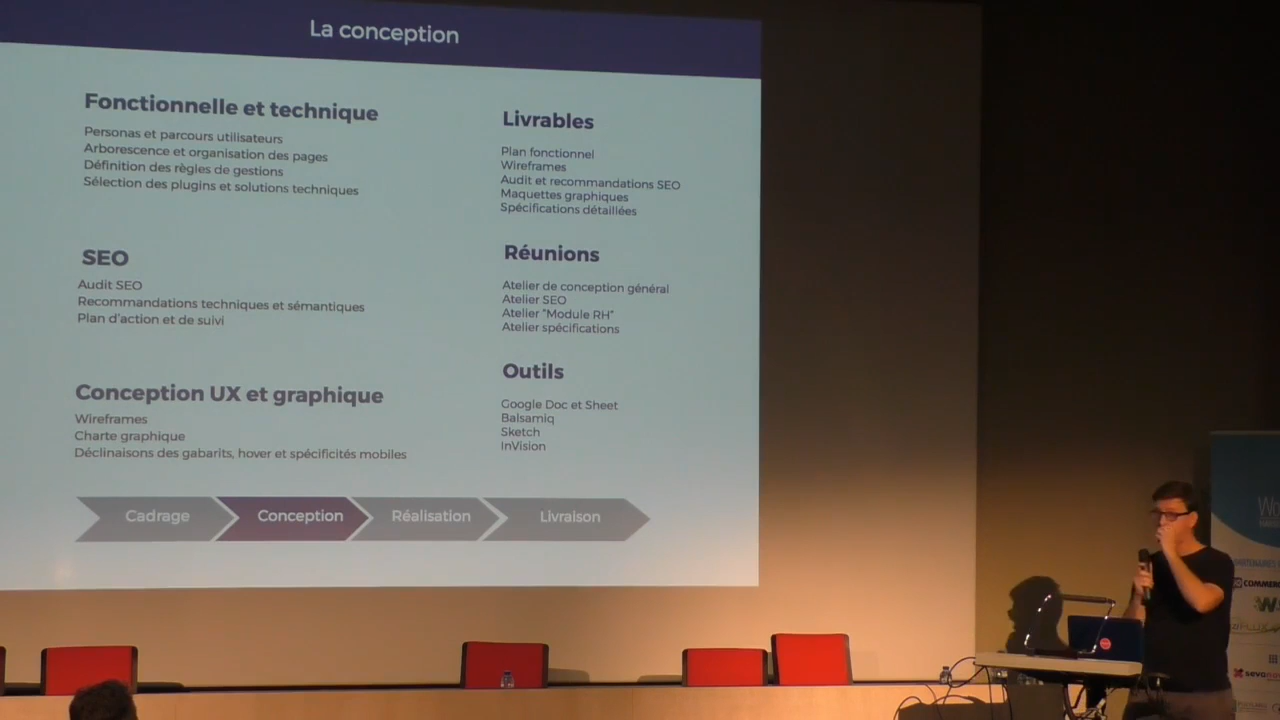 La conception
Fonctionnelle et technique
Personas et parcours utilisateurs
Arborescence et organisation des pages
Définition des règles de gestions
Sélection des plugins et solutions techniques
SEO
Audit SEO
Recommandations techniques et sémantiques
Plan d'action et de suivi
Conception UX et graphique
Wireframes
Charte graphique
Déclinaisons des gabarits, hover et spécificités mobiles
Livrables
Plan fonctionnel
Wireframes
Audit et recommandations SEO
Maquettes graphiques
Spécifications détaillées
Réunions
Atelier de conception général
Atelier SEO
Atelier "Module RH"
Atelier spécifications
Outils
Google Doc et Sheet
Balsamiq
Sketch
InVision
Cadrage
Conception
Réalisation
Livraison